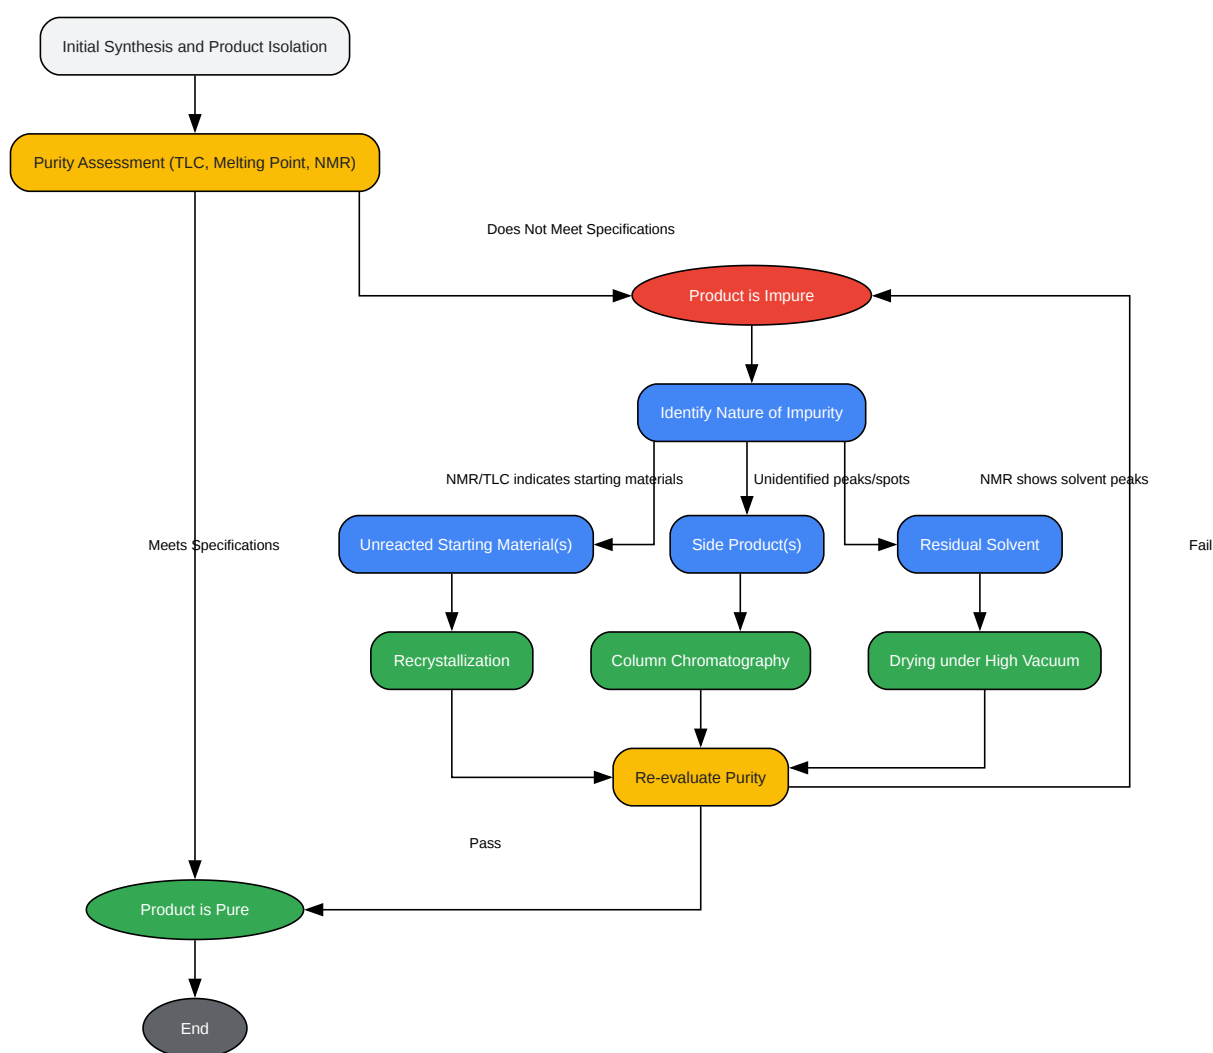 Initial Synthesis and Product Isolation
Purity Assessment (TLC, Melting Point, NMR)
Does Not Meet Specifications
Product is Impure
Identify Nature of Impurity
NMR/TLC indicates starting materials
Unidentified peaks/spots
NMR shows solvent peaks
Meets Specifications
Unreacted Starting Material(s)
Side Product(s)
Residual Solvent
Fail
Recrystallization
Column Chromatography
Drying under High Vacuum
Re-evaluate Purity
Pass
Product is Pure
End